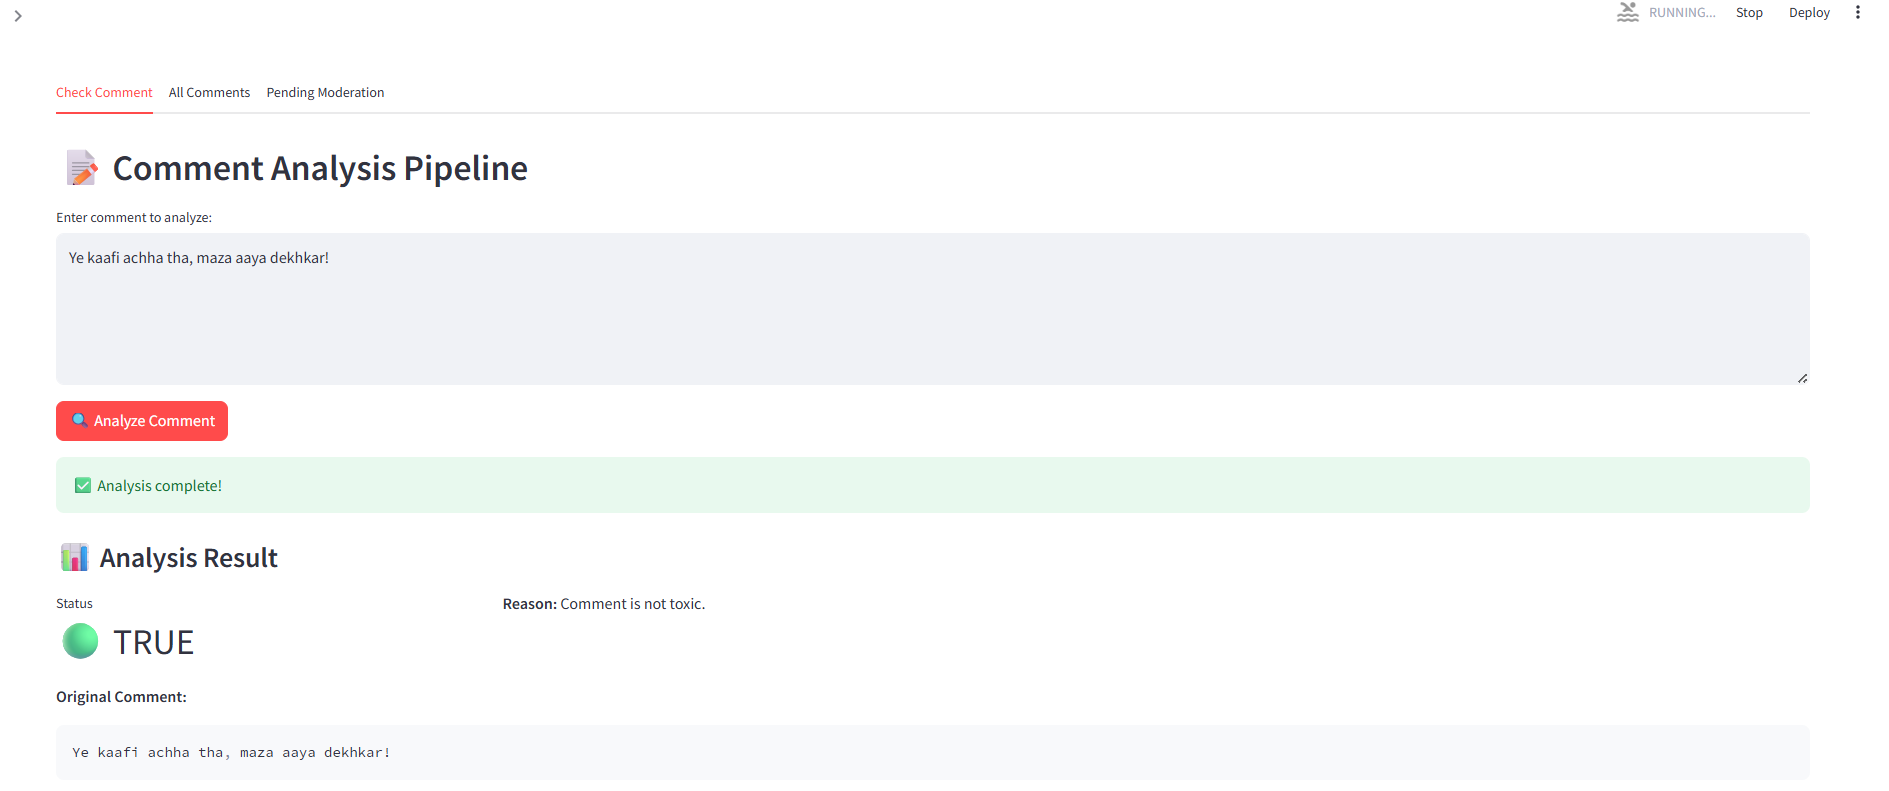 RUNNING... Stop Deploy
Check Comment All Comments Pending Moderation
Comment Analysis Pipeline
Enter comment to analyze:
Ye kaafi achha tha, maza aaya dekhkar!
Analyze Comment
Analysis complete!
Analysis Result
Status
Reason: Comment is not toxic.
TRUE
Original Comment:
Ye kaafi achha tha, maza aaya dekhkar!